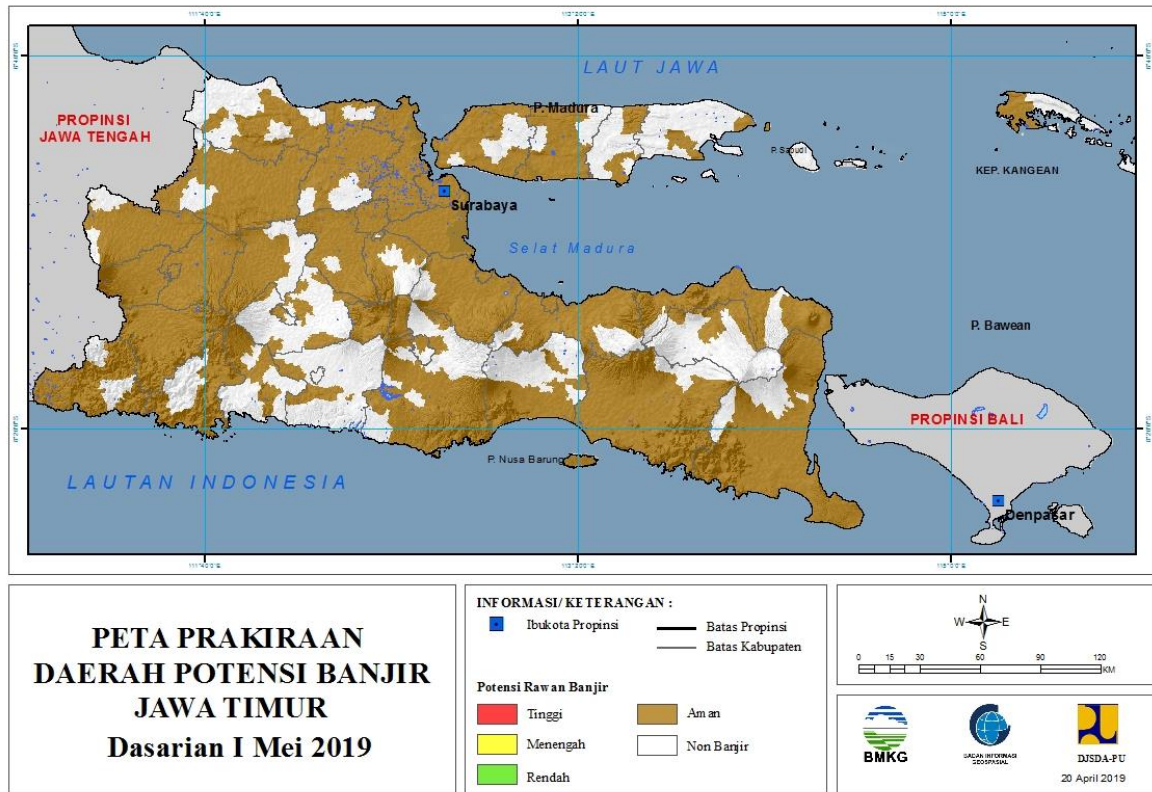 LAUT JAWA
PROPINSI
JAWA TENGAH
P. Madura
P. Sapudi
KEP. KANGEAN
Surabaya
Selat Madura
P. Bawean
PROPINSI BALI
P. Nusa Barung
LAUTAN INDONESIA
Denpasar
PETA PRAKIRAAN
DAERAH POTENSI BANJIR
JAWA TIMUR
Dasarian I Mei 2019
INFORMASI/ KETERANGAN :
Ibukota Propinsi
Batas Propinsi
Batas Kabupaten
Potensi Rawan Banjir
Tinggi
Menengah
Rendah
Aman
Non Banjir
N
W E
S
0 15 30 60 90 120
KM
BMKG
BADAN INFORMASI
GEOSPASIAL
DJSDA-PU
20 April 2019